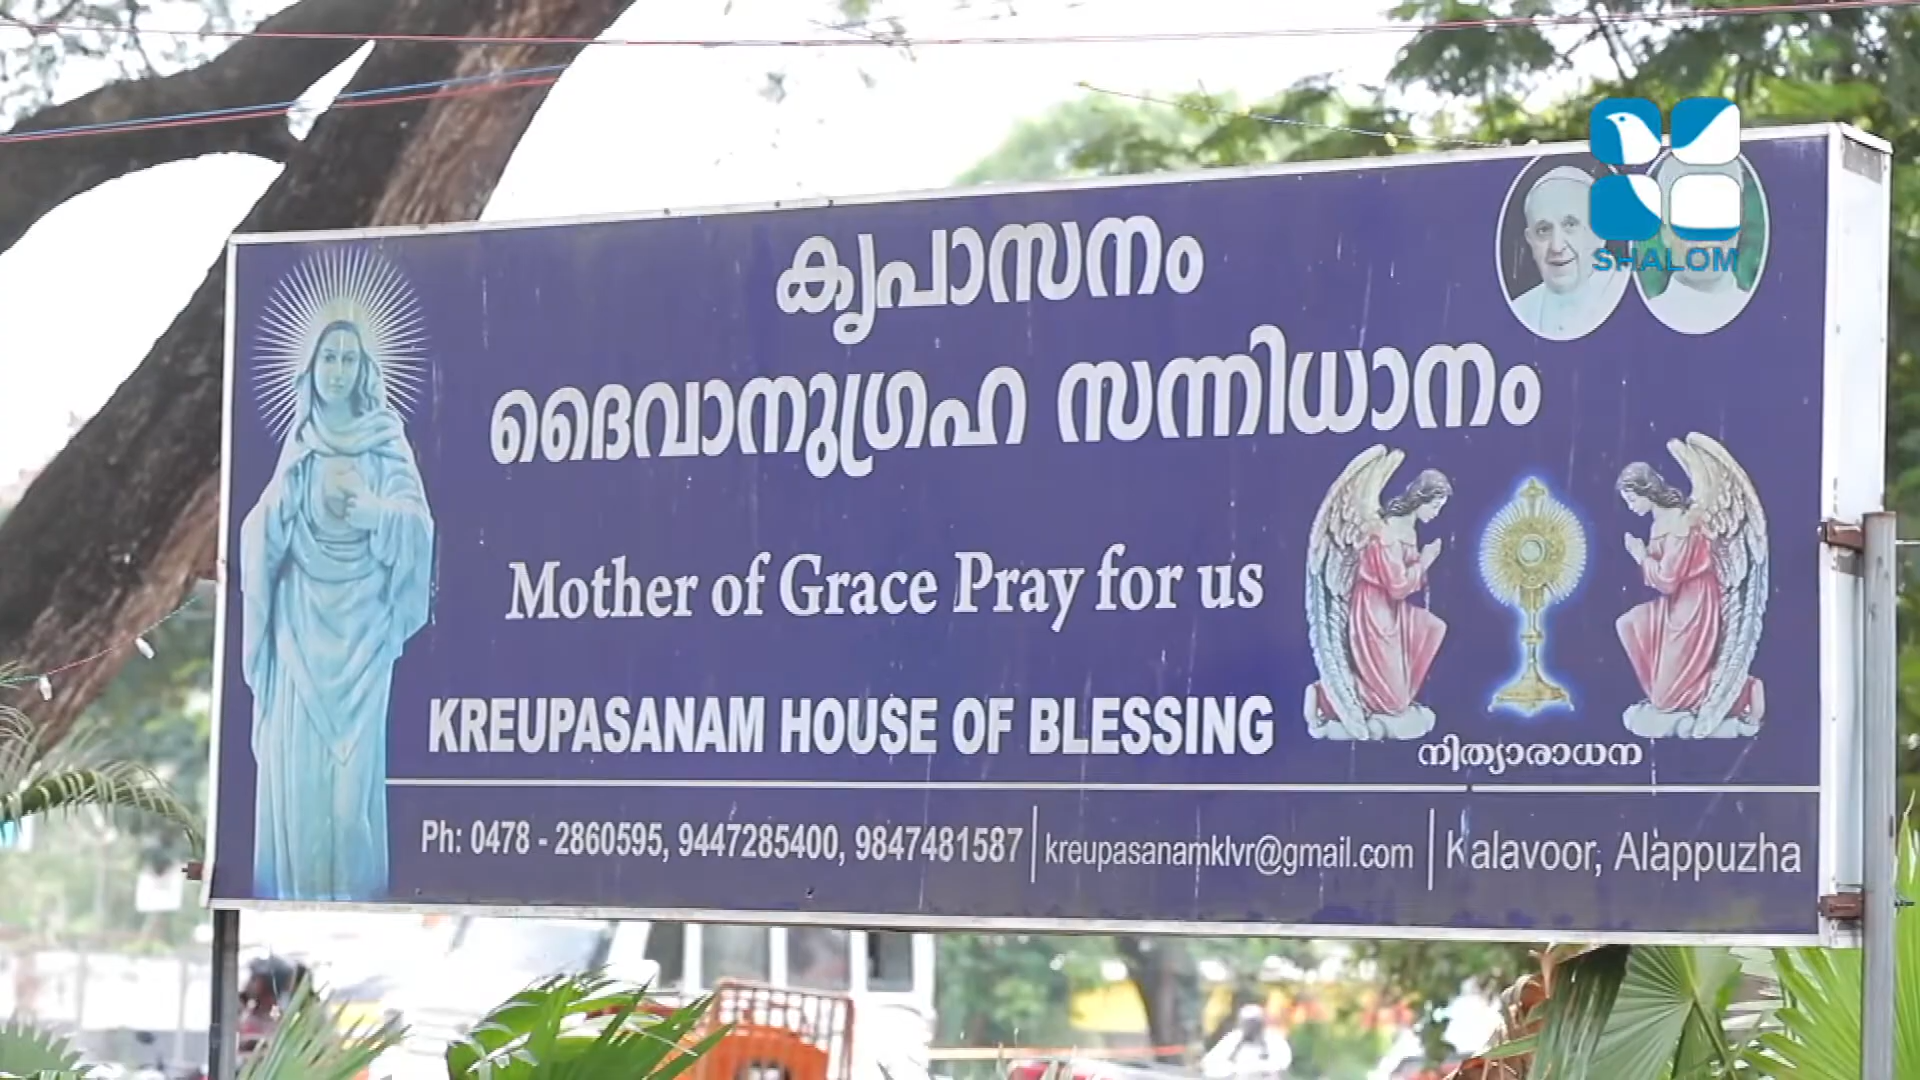 SHALOM
കൃപാസനം
ദൈവാനുഗ്രഹ സന്നിധാനം
Mother of Grace Pray for us
KREUPASANAM HOUSE OF BLESSING
നിത്യാരാധന
Ph: 0478 - 2860595, 9447285400, 9847481587 | kreupasanamklvr@gmail.com | Kalavoor, Alappuzha